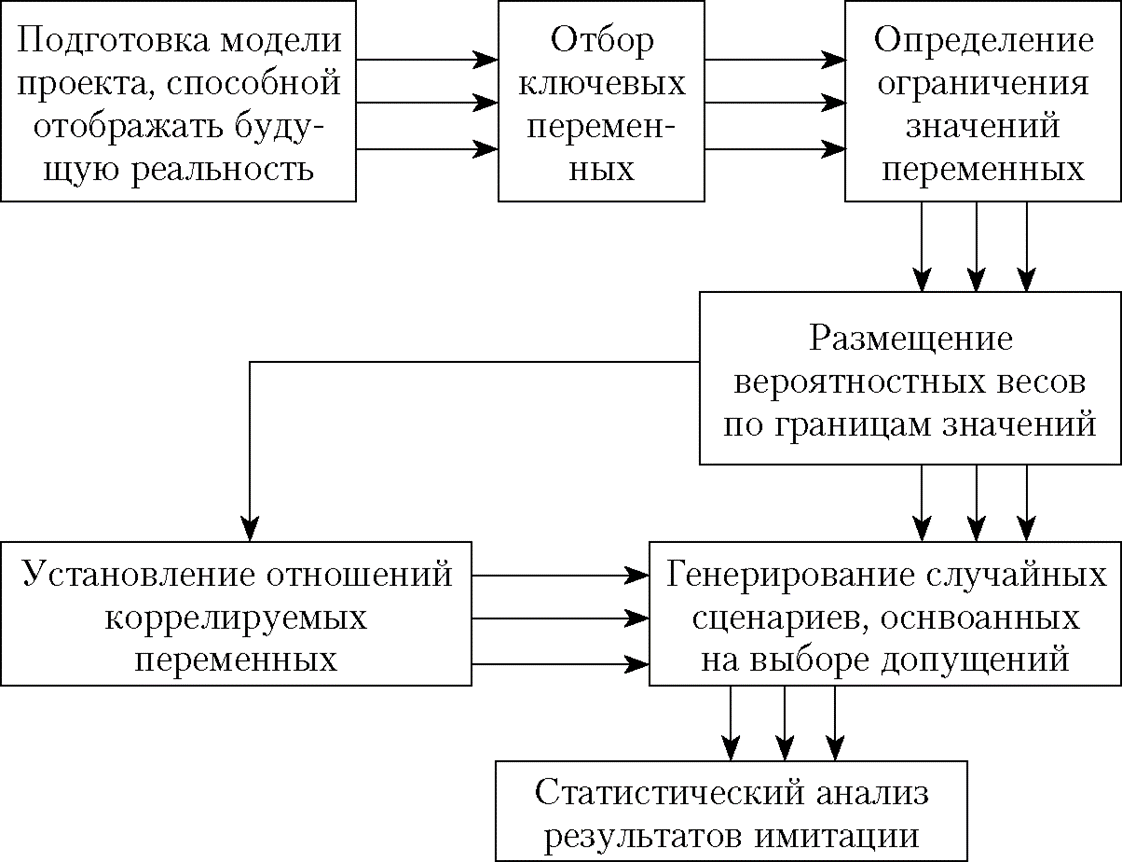 Подготовка модели
проекта, способной
отображать буду-
щую реальность
Отбор
ключевых
перемен-
ных
Определение
ограничения
значений
переменных
Размещение
вероятностных весов
по границам значений
Установление отношений
коррелируемых
переменных
Генерирование случайных
сценариев, оснвоанных
на выборе допущений
Статистический анализ
результатов имитации